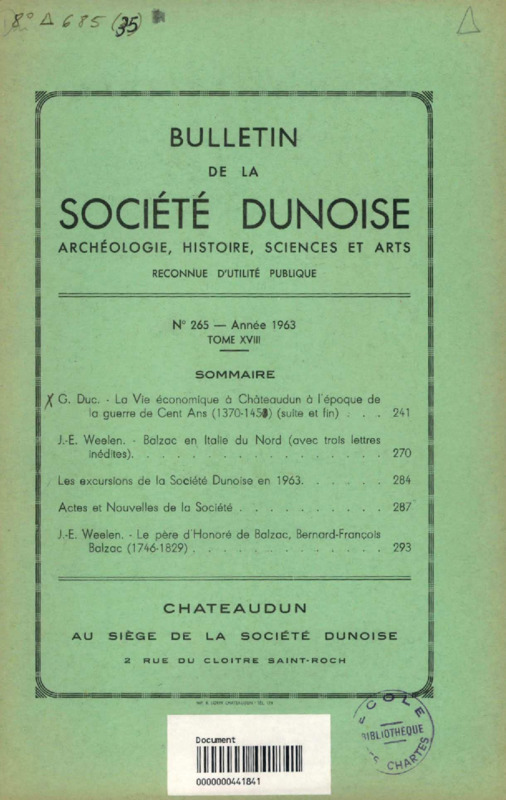 8° Δ 685 (35)
Δ
BULLETIN
DE LA
SOCIÉTÉ DUNOISE
ARCHÉOLOGIE, HISTOIRE, SCIENCES ET ARTS
RECONNUE D'UTILITÉ PUBLIQUE
N° 265 — Année 1963
TOME XVIII
SOMMAIRE
X G. Duc. - La Vie économique à Châteaudun à l'époque de
la guerre de Cent Ans (1370-145) (suite et fin) . . . 241
J.-E. Weelen. - Balzac en Italie du Nord (avec trois lettres
inédites). . . . . . . . . . . . . . . 270
Les excursions de la Société Dunoise en 1963. . . . . . 284
Actes et Nouvelles de la Société . . . . . . . . . . 287
J.-E. Weelen. - Le père d'Honoré de Balzac, Bernard-François
Balzac (1746-1829) . . . . . . . . . . . . 293
CHATEAUDUN
AU SIÈGE DE LA SOCIÉTÉ DUNOISE
2 RUE DU CLOITRE SAINT-ROCH
ECOLE
BIBLIOTHEQUE
CHARTES
Document
0000000441841